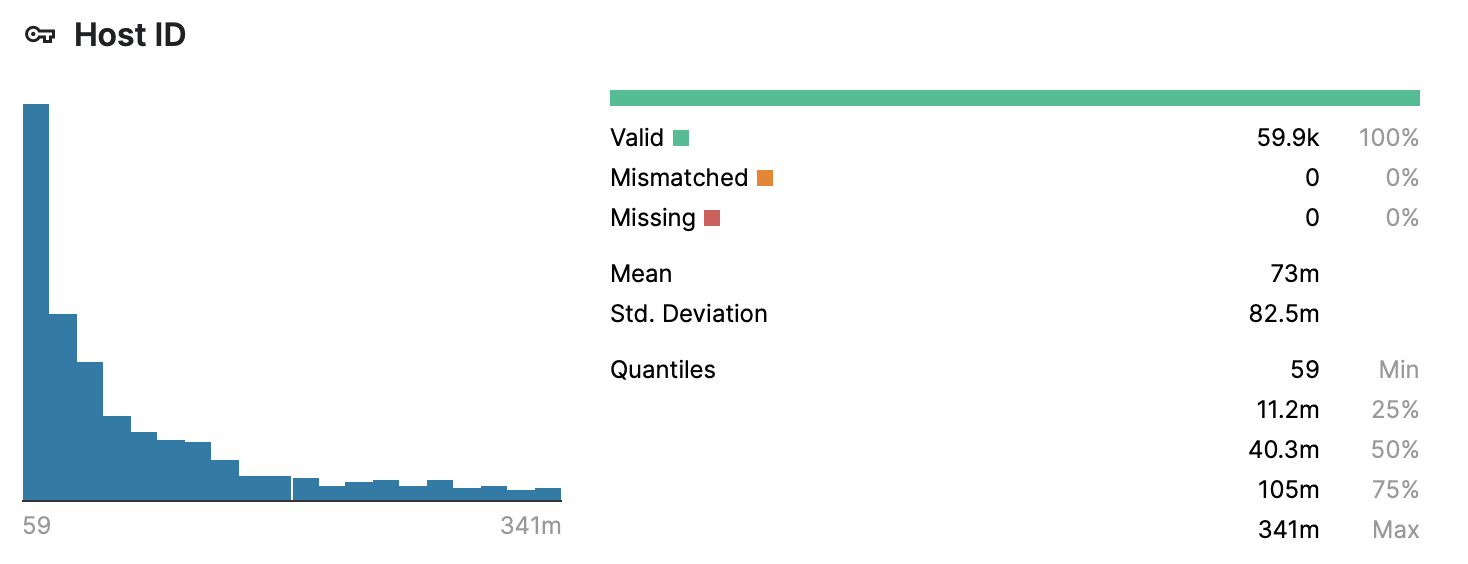 Host ID
59 341m
Valid 59.9k 100%
Mismatched 0 0%
Missing 0 0%
Mean 73m
Std. Deviation 82.5m
Quantiles 59 Min
11.2m 25%
40.3m 50%
105m 75%
341m Max